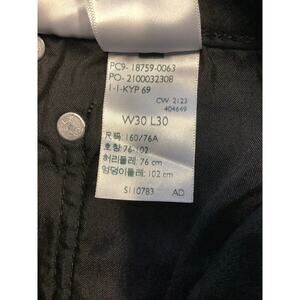 PC9- 18759-0063
PO-2100032308
1-1-KYP 69
CW: 2123
404649
W30 L30
尺码 160/76A
호칭:76-102
허리둘레: 76 cm
엉덩이둘레: 102 cm
S110783 AD